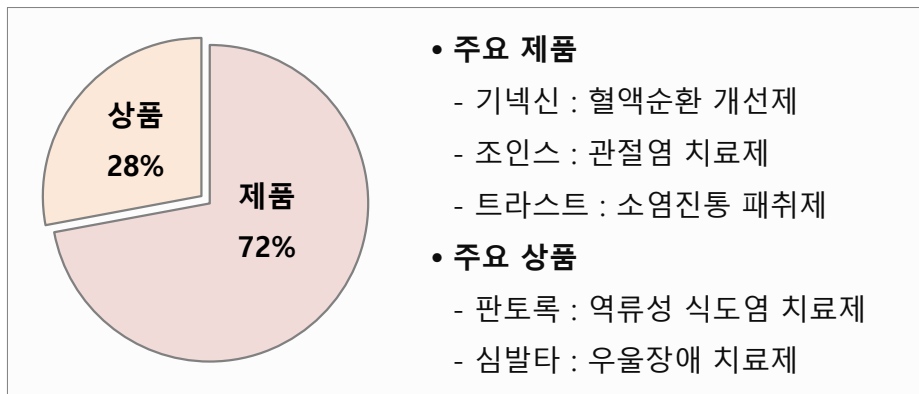 상품
28%
제품
72%
• 주요 제품
- 기넥신 : 혈액순환 개선제
- 조인스 : 관절염 치료제
- 트라스트 : 소염진통 패취제
• 주요 상품
- 판토록 : 역류성 식도염 치료제
- 심발타 : 우울장애 치료제